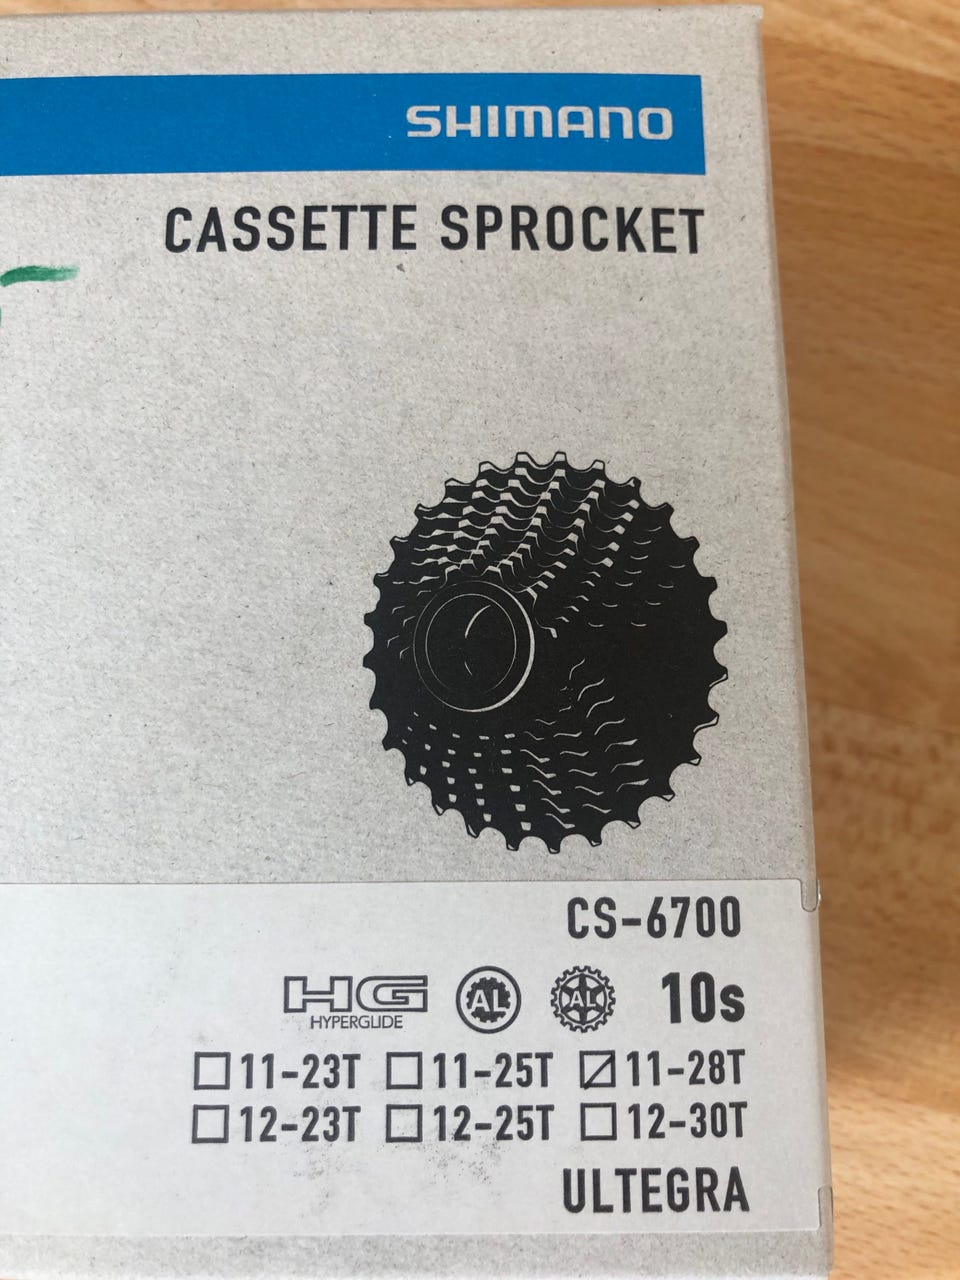 SHIMANO
CASSETTE SPROCKET
CS-6700
HG AL AL 10s
HYPERGLIDE
☐ 11-23T ☐ 11-25T ☑ 11-28T
☐ 12-23T ☐ 12-25T ☐ 12-30T
ULTEGRA